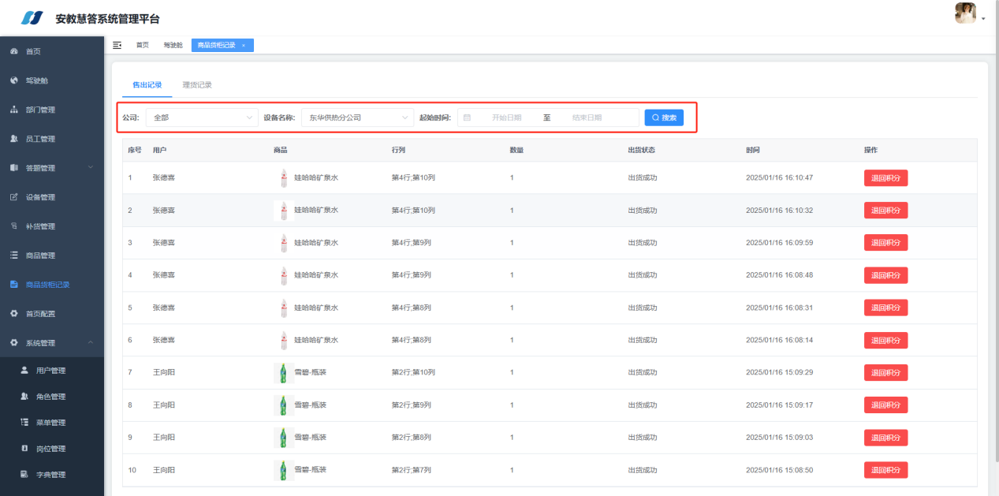 安教慧答系统管理平台
首页
驾驶舱
部门管理
员工管理
答题管理
设备管理
补货管理
商品管理
商品货柜记录
首页配置
系统管理
用户管理
角色管理
菜单管理
岗位管理
字典管理
首页 驾驶舱 商品货柜记录 ×
售出记录 理货记录
公司: 全部 设备名称: 东华供热分公司 起始时间: 开始日期 至 结束日期 搜索
序号 用户 商品 行列 数量 出货状态 时间 操作
1 张德喜 娃哈哈矿泉水 第4行;第10列 1 出货成功 2025/01/16 16:10:47 退回积分
2 张德喜 娃哈哈矿泉水 第4行;第10列 1 出货成功 2025/01/16 16:10:32 退回积分
3 张德喜 娃哈哈矿泉水 第4行;第9列 1 出货成功 2025/01/16 16:09:59 退回积分
4 张德喜 娃哈哈矿泉水 第4行;第9列 1 出货成功 2025/01/16 16:08:48 退回积分
5 张德喜 娃哈哈矿泉水 第4行;第8列 1 出货成功 2025/01/16 16:08:31 退回积分
6 张德喜 娃哈哈矿泉水 第4行;第8列 1 出货成功 2025/01/16 16:08:14 退回积分
7 王向阳 雪碧-瓶装 第2行;第10列 1 出货成功 2025/01/16 15:09:29 退回积分
8 王向阳 雪碧-瓶装 第2行;第9列 1 出货成功 2025/01/16 15:09:17 退回积分
9 王向阳 雪碧-瓶装 第2行;第8列 1 出货成功 2025/01/16 15:09:03 退回积分
10 王向阳 雪碧-瓶装 第2行;第7列 1 出货成功 2025/01/16 15:08:50 退回积分